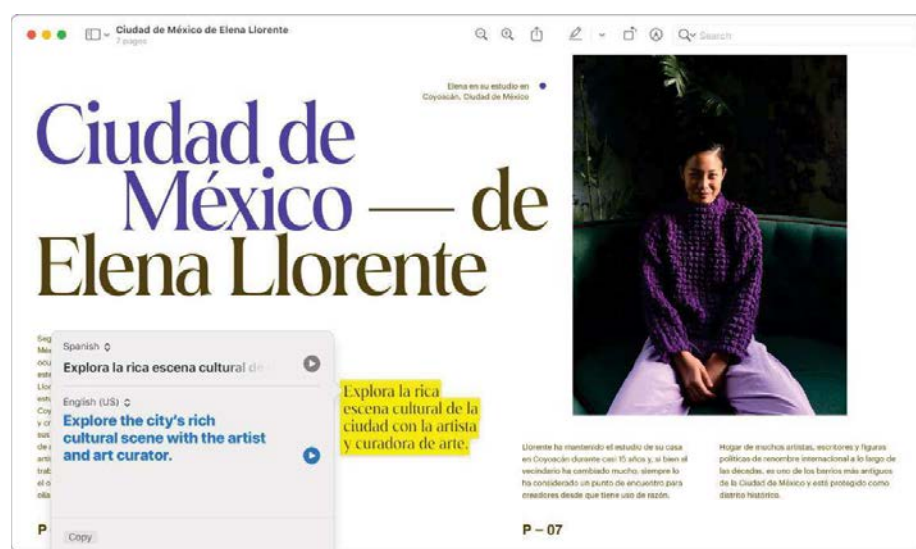 Ciudad de México de Elena Llorente
7 pages
Search
Elena en su estudio en
Coyoacán, Ciudad de México
Ciudad de
México — de
Elena Llorente
Spanish
Explora la rica escena cultural de
English (US)
Explore the city's rich
cultural scene with the artist
and art curator.
Copy
Explora la rica
escena cultural de la
ciudad con la artista
y curadora de arte.
Llorente ha mantenido el estudio de su casa
en Coyoacán durante casi 15 años y, si bien el
vecindario ha cambiado mucho, siempre lo
ha considerado un punto de encuentro para
creadores desde que tiene uso de razón.
Hogar de muchos artistas, escritores y figuras
políticas de renombre internacional a lo largo de
las décadas, es uno de los barrios más antiguos
de la Ciudad de México y está protegido como
distrito histórico.
P – 07